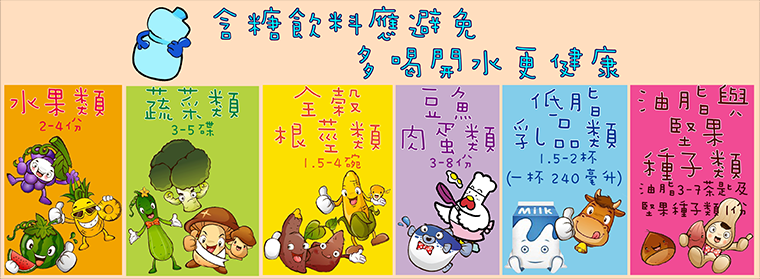 含糖飲料應避免
多喝開水更健康
水果類
2-4份
蔬菜類
3-5碟
全穀
根莖類
1.5-4碗
豆魚
肉蛋類
3-8份
低脂
乳品類
1.5-2杯
(一杯240毫升)
Milk
油脂與
堅果
種子類
油脂3-7茶匙及
堅果種子類1份